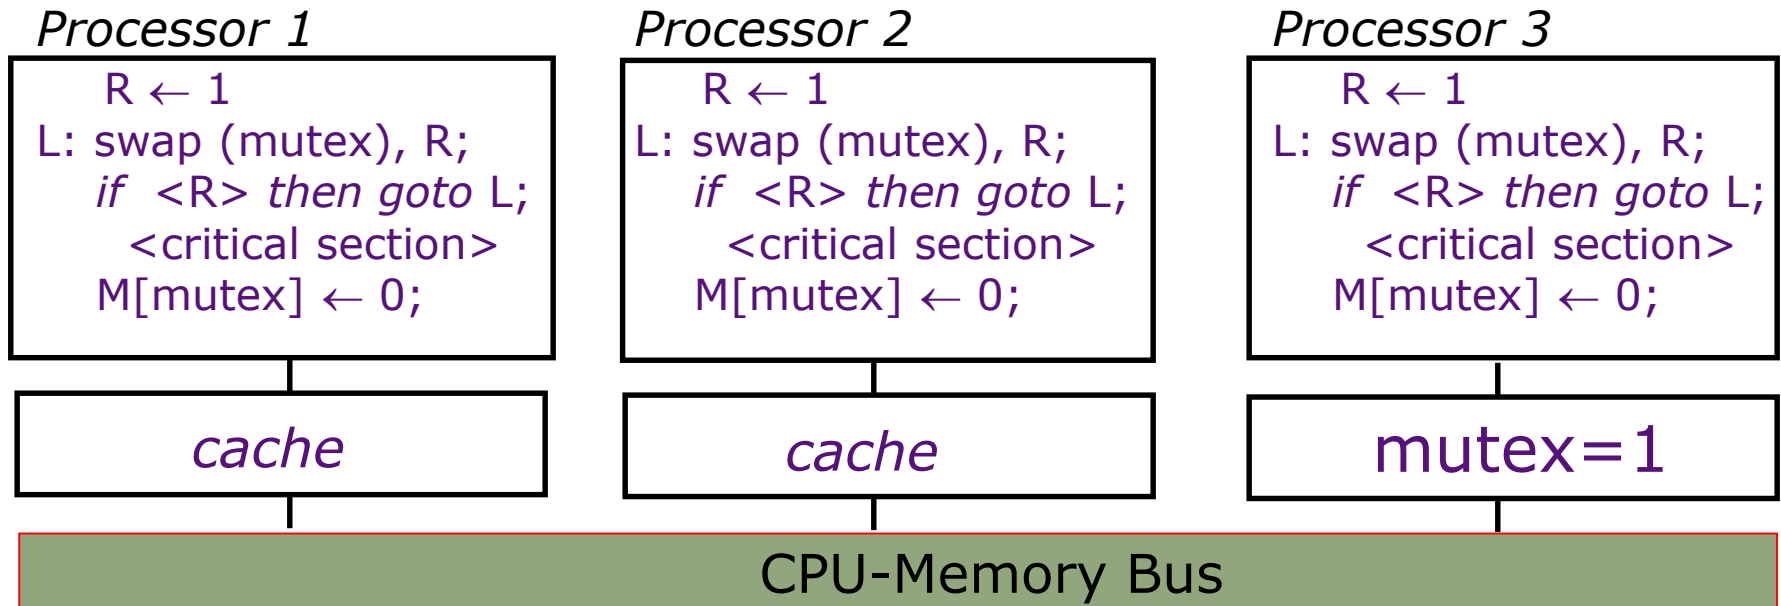 Processor 1
R ← 1
L: swap (mutex), R;
if <R> then goto L;
<critical section>
M[mutex] ← 0;
cache
Processor 2
R ← 1
L: swap (mutex), R;
if <R> then goto L;
<critical section>
M[mutex] ← 0;
cache
Processor 3
R ← 1
L: swap (mutex), R;
if <R> then goto L;
<critical section>
M[mutex] ← 0;
mutex=1
CPU-Memory Bus